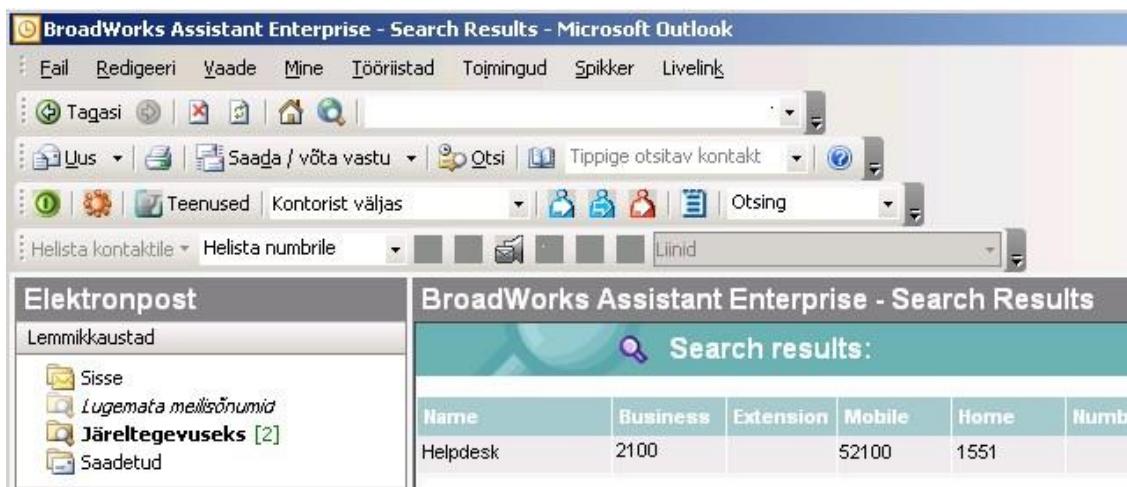 BroadWorks Assistant Enterprise - Search Results - Microsoft Outlook
Fail Redigeeri Vaade Mine Tööriistad Toimingud Spikker Livelink
Tagasi
Uus Saada / võta vastu Otsi Tippige otsitav kontakt
Teenused Kontorist väljas Otsing
Helista kontaktile Helista numbrile Liinid
Elektronpost
Lemmikkaustad
Sisse
Lugemata meilisõnumid
Järeltegevuseks [2]
Saadetud
BroadWorks Assistant Enterprise - Search Results
Search results:
Name Business Extension Mobile Home Numb
Helpdesk 2100 52100 1551